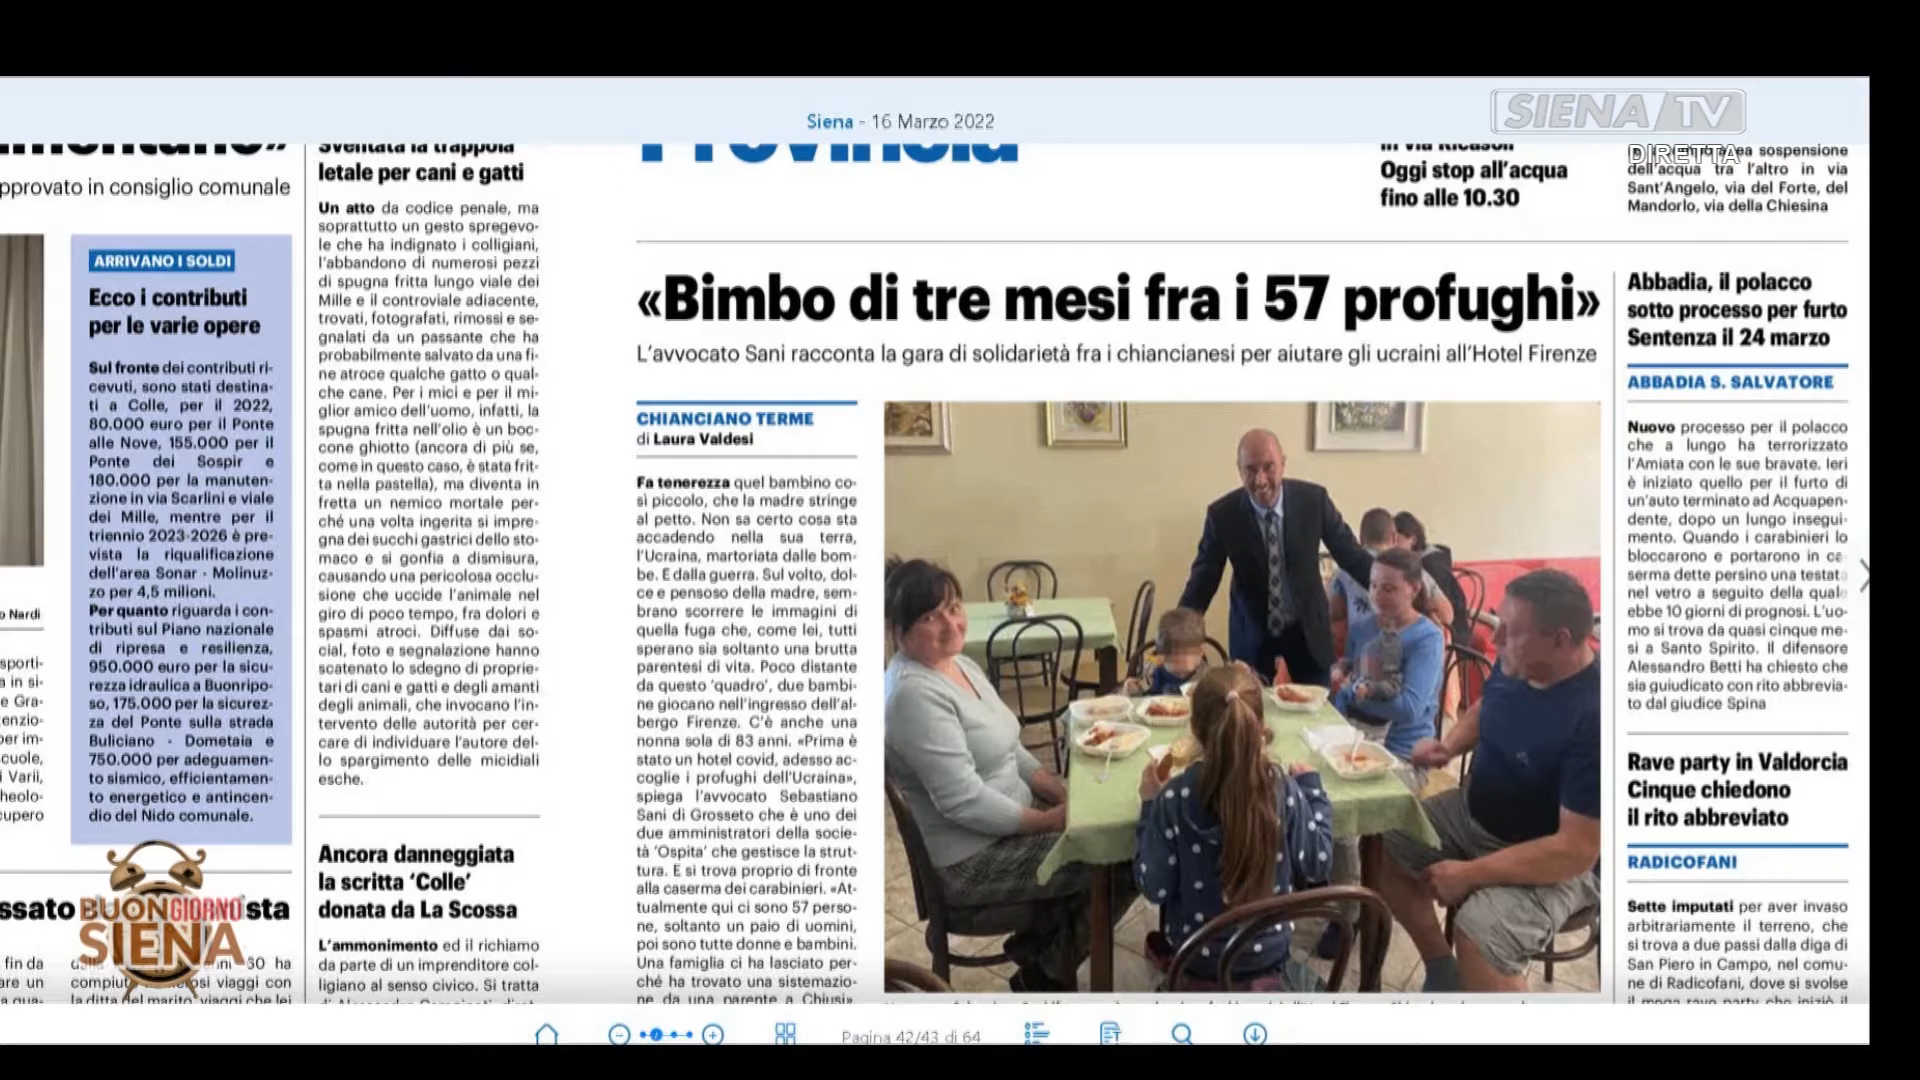 SIENA TV
DIRETTA
Siena - 16 Marzo 2022
pprovato in consiglio comunale
ARRIVANO I SOLDI
Ecco i contributi
per le varie opere
Sul fronte dei contributi ri-
cevuti, sono stati destina-
ti a Colle, per il 2022,
80.000 euro per il Ponte
alle Nove, 155.000 per il
Ponte dei Sospir e
180.000 per la manuten-
zione in via Scarlini e viale
dei Mille, mentre per il
triennio 2023-2026 è pre-
vista la riqualificazione
dell'area Sonar - Molinuz-
zo per 4,5 milioni.
Per quanto riguarda i con-
tributi sul Piano nazionale
di ripresa e resilienza,
950.000 euro per la sicu-
rezza idraulica a Buonripo-
so, 175.000 per la sicurez-
za del Ponte sulla strada
Buliciano - Dometaia e
750.000 per adeguamen-
to sismico, efficientamen-
to energetico e antincen-
dio del Nido comunale.
o Nardi
BUONGIORNO
SIENA
Sventata la trappola
letale per cani e gatti
Un atto da codice penale, ma
soprattutto un gesto spregevo-
le che ha indignato i colligiani,
l'abbandono di numerosi pezzi
di spugna fritta lungo viale dei
Mille e il controviale adiacente,
trovati, fotografati, rimossi e se-
gnalati da un passante che ha
probabilmente salvato da una fi-
ne atroce qualche gatto o qual-
che cane. Per i mici e per il mi-
glior amico dell'uomo, infatti, la
spugna fritta nell'olio è un boc-
cone ghiotto (ancora di più se,
come in questo caso, è stata frit-
ta nella pastella), ma diventa in
fretta un nemico mortale per-
ché una volta ingerita si impre-
gna dei succhi gastrici dello sto-
maco e si gonfia a dismisura,
causando una pericolosa occlu-
sione che uccide l'animale nel
giro di poco tempo, fra dolori e
spasmi atroci. Diffuse dai so-
cial, foto e segnalazione hanno
scatenato lo sdegno di proprie-
tari di cani e gatti e degli amanti
degli animali, che invocano l'in-
tervento delle autorità per cer-
care di individuare l'autore del-
lo spargimento delle micidiali
esche.
Ancora danneggiata
la scritta 'Colle'
donata da La Scossa
L'ammonimento ed il richiamo
da parte di un imprenditore col-
ligiano al senso civico. Si tratta
Provincia
In via Ricasoli
Oggi stop all'acqua
fino alle 10.30
sospensione
dell'acqua tra l'altro in via
Sant'Angelo, via del Forte, del
Mandorlo, via della Chiesina
«Bimbo di tre mesi fra i 57 profughi»
L'avvocato Sani racconta la gara di solidarietà fra i chiancianesi per aiutare gli ucraini all'Hotel Firenze
CHIANCIANO TERME
di Laura Valdesi
Fa tenerezza quel bambino co-
sì piccolo, che la madre stringe
al petto. Non sa certo cosa sta
accadendo nella sua terra,
l'Ucraina, martoriata dalle bom-
be. E dalla guerra. Sul volto, dol-
ce e pensoso della madre, sem-
brano scorrere le immagini di
quella fuga che, come lei, tutti
sperano sia soltanto una brutta
parentesi di vita. Poco distante
da questo 'quadro', due bambi-
ne giocano nell'ingresso dell'al-
bergo Firenze. C'è anche una
nonna sola di 83 anni. «Prima è
stato un hotel covid, adesso ac-
coglie i profughi dell'Ucraina»,
spiega l'avvocato Sebastiano
Sani di Grosseto che è uno dei
due amministratori della socie-
tà 'Ospita' che gestisce la strut-
tura. E si trova proprio di fronte
alla caserma dei carabinieri. «At-
tualmente qui ci sono 57 perso-
ne, soltanto un paio di uomini,
poi sono tutte donne e bambini.
Una famiglia ci ha lasciato per-
ché ha trovato una sistemazio-
ne da una parente a Chiusi».
Abbadia, il polacco
sotto processo per furto
Sentenza il 24 marzo
ABBADIA S. SALVATORE
Nuovo processo per il polacco
che a lungo ha terrorizzato
l'Amiata con le sue bravate. Ieri
è iniziato quello per il furto di
un'auto terminato ad Acquapen-
dente, dopo un lungo insegui-
mento. Quando i carabinieri lo
bloccarono e portarono in ca-
serma dette persino una testata
nel vetro a seguito della quale
ebbe 10 giorni di prognosi. L'uo-
mo si trova da quasi cinque me-
si a Santo Spirito. Il difensore
Alessandro Betti ha chiesto che
sia guiudicato con rito abbrevia-
to dal giudice Spina
Rave party in Valdorcia
Cinque chiedono
il rito abbreviato
RADICOFANI
Sette imputati per aver invaso
arbitrariamente il terreno, che
si trova a due passi dalla diga di
San Piero in Campo, nel comu-
ne di Radicofani, dove si svolse
il mega rave party che iniziò il
Pagina 42/43 di 64